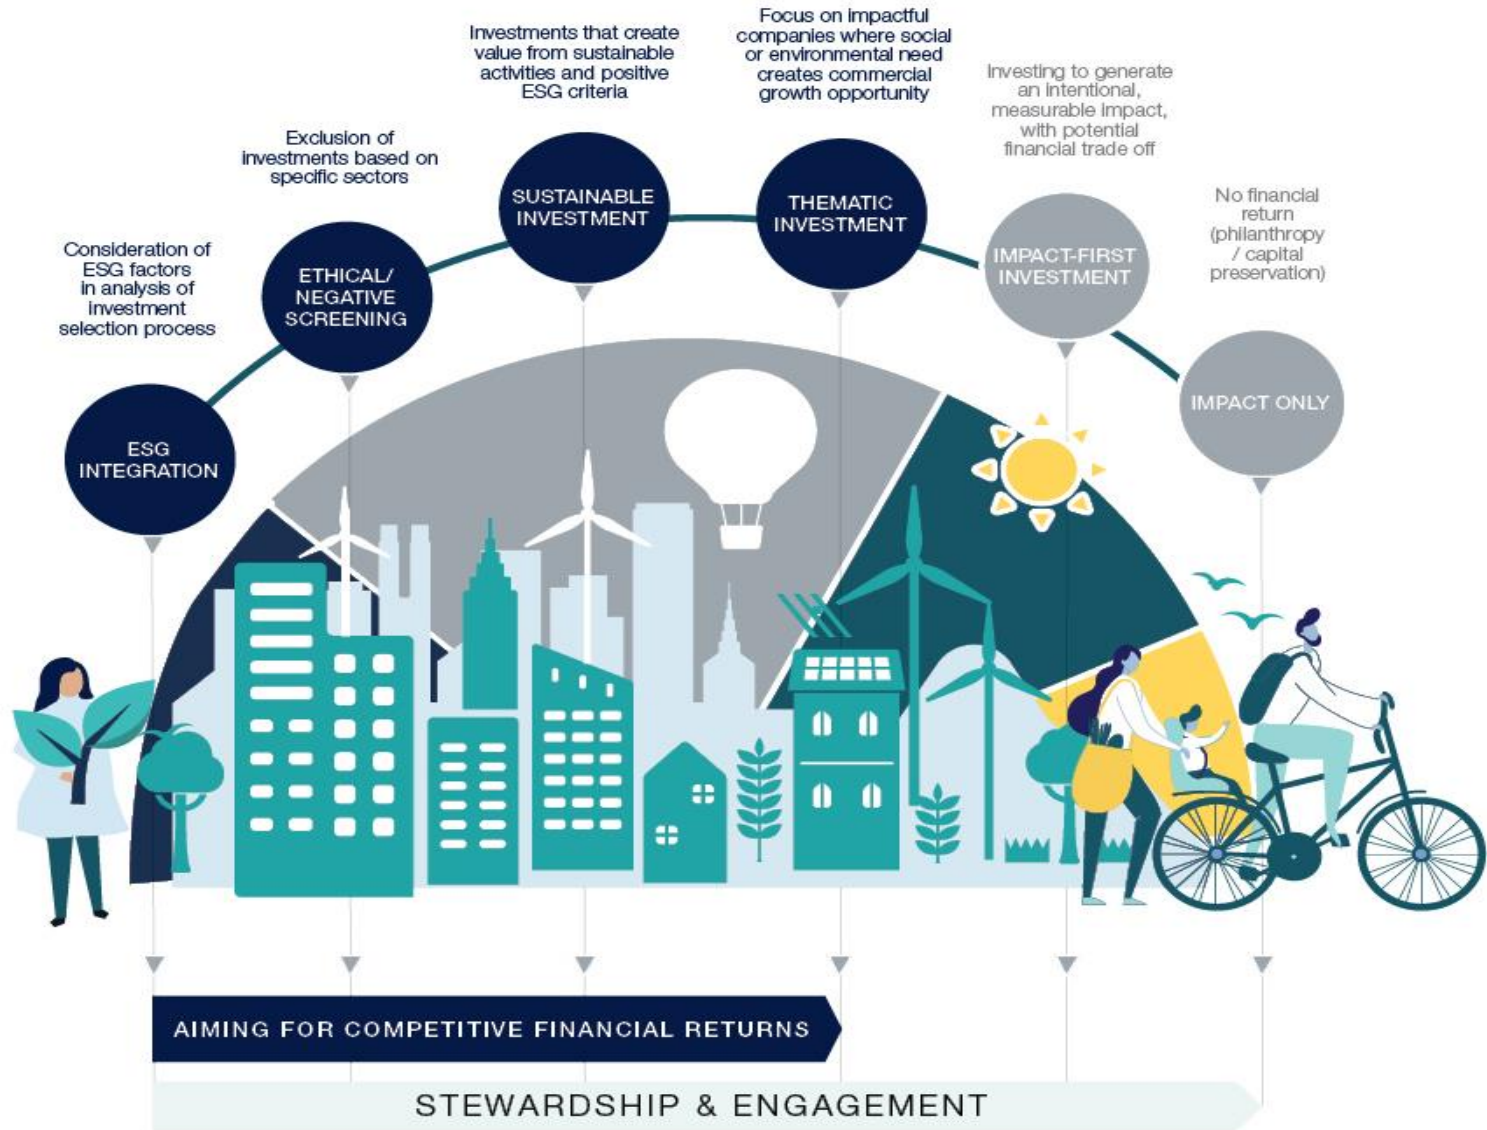 Focus on impactful
companies where social
or environmental need
creates commercial
growth opportunity
Investments that create
value from sustainable
activities and positive
ESG criteria
Investing to generate
an intentional,
measurable impact,
with potential
financial trade off
Exclusion of
investments based on
specific sectors
No financial
return
(philanthropy
/ capital
preservation)
Consideration of
ESG factors
in analysis of
investment
selection process
SUSTAINABLE
INVESTMENT
THEMATIC
INVESTMENT
IMPACT-FIRST
INVESTMENT
ETHICAL/
NEGATIVE
SCREENING
IMPACT ONLY
ESG
INTEGRATION
AIMING FOR COMPETITIVE FINANCIAL RETURNS
STEWARDSHIP & ENGAGEMENT